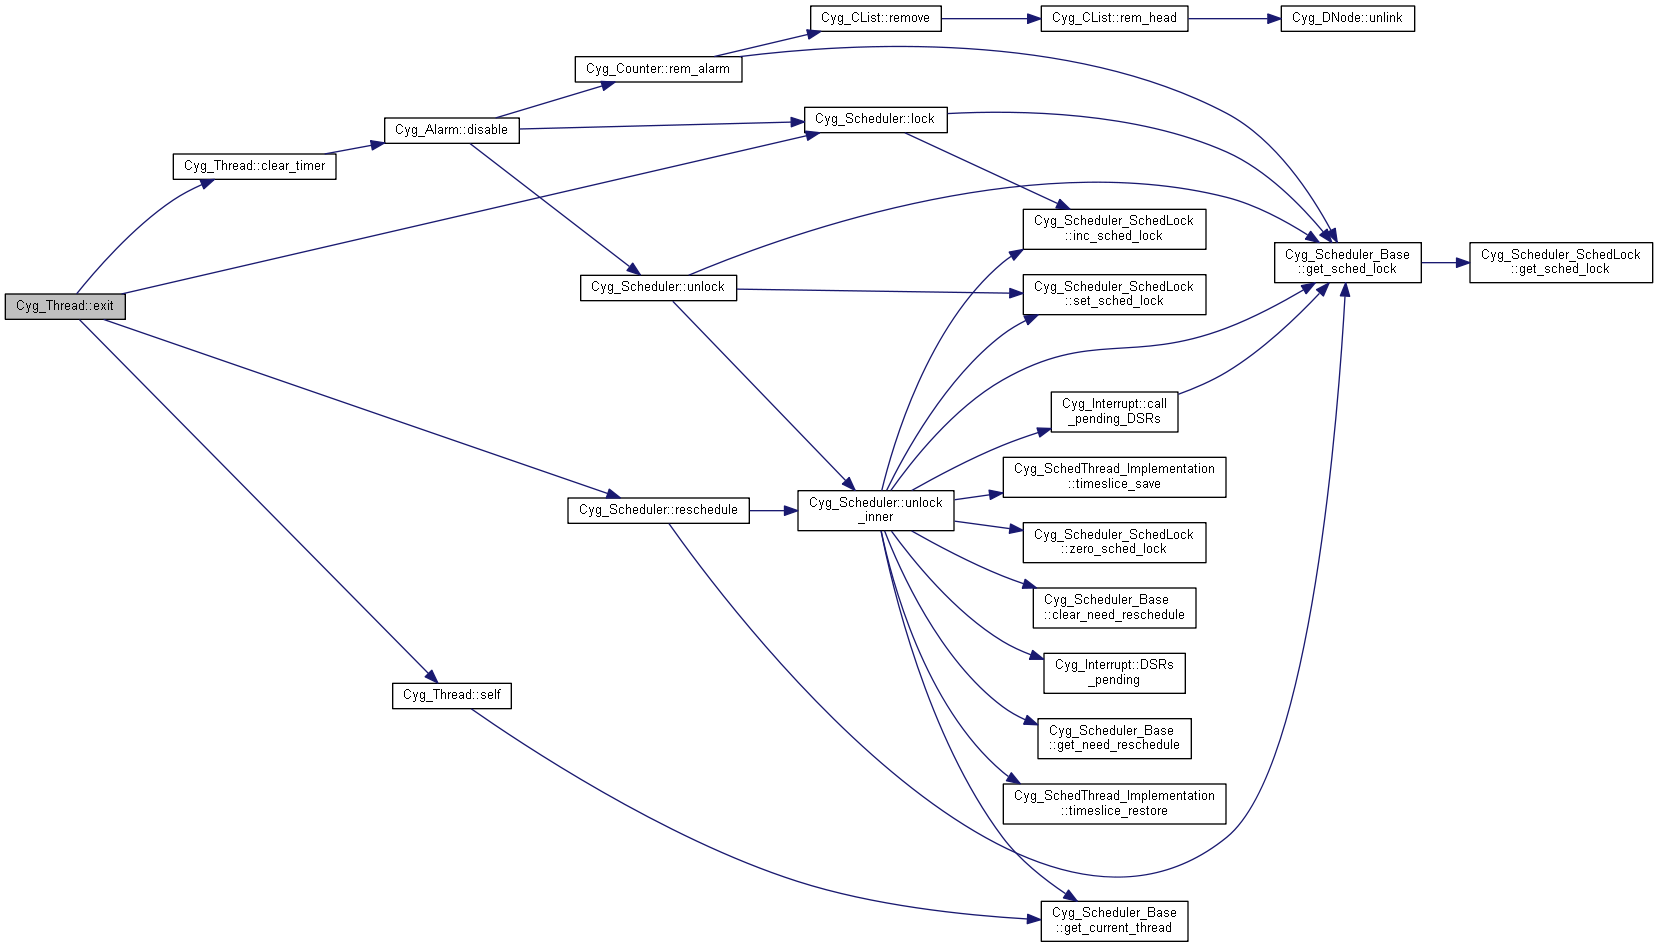 Cyg_CList::remove
Cyg_CList::rem_head
Cyg_DNode::unlink
Cyg_Counter::rem_alarm
Cyg_Alarm::disable
Cyg_Scheduler::lock
Cyg_Thread::clear_timer
Cyg_Scheduler_SchedLock
::inc_sched_lock
Cyg_Scheduler_Base
::get_sched_lock
Cyg_Scheduler_SchedLock
::get_sched_lock
Cyg_Scheduler::unlock
Cyg_Scheduler_SchedLock
::set_sched_lock
Cyg_Thread::exit
Cyg_Interrupt::call
_pending_DSRs
Cyg_SchedThread_Implementation
::timeslice_save
Cyg_Scheduler::reschedule
Cyg_Scheduler::unlock
_inner
Cyg_Scheduler_SchedLock
::zero_sched_lock
Cyg_Scheduler_Base
::clear_need_reschedule
Cyg_Interrupt::DSRs
_pending
Cyg_Thread::self
Cyg_Scheduler_Base
::get_need_reschedule
Cyg_SchedThread_Implementation
::timeslice_restore
Cyg_Scheduler_Base
::get_current_thread